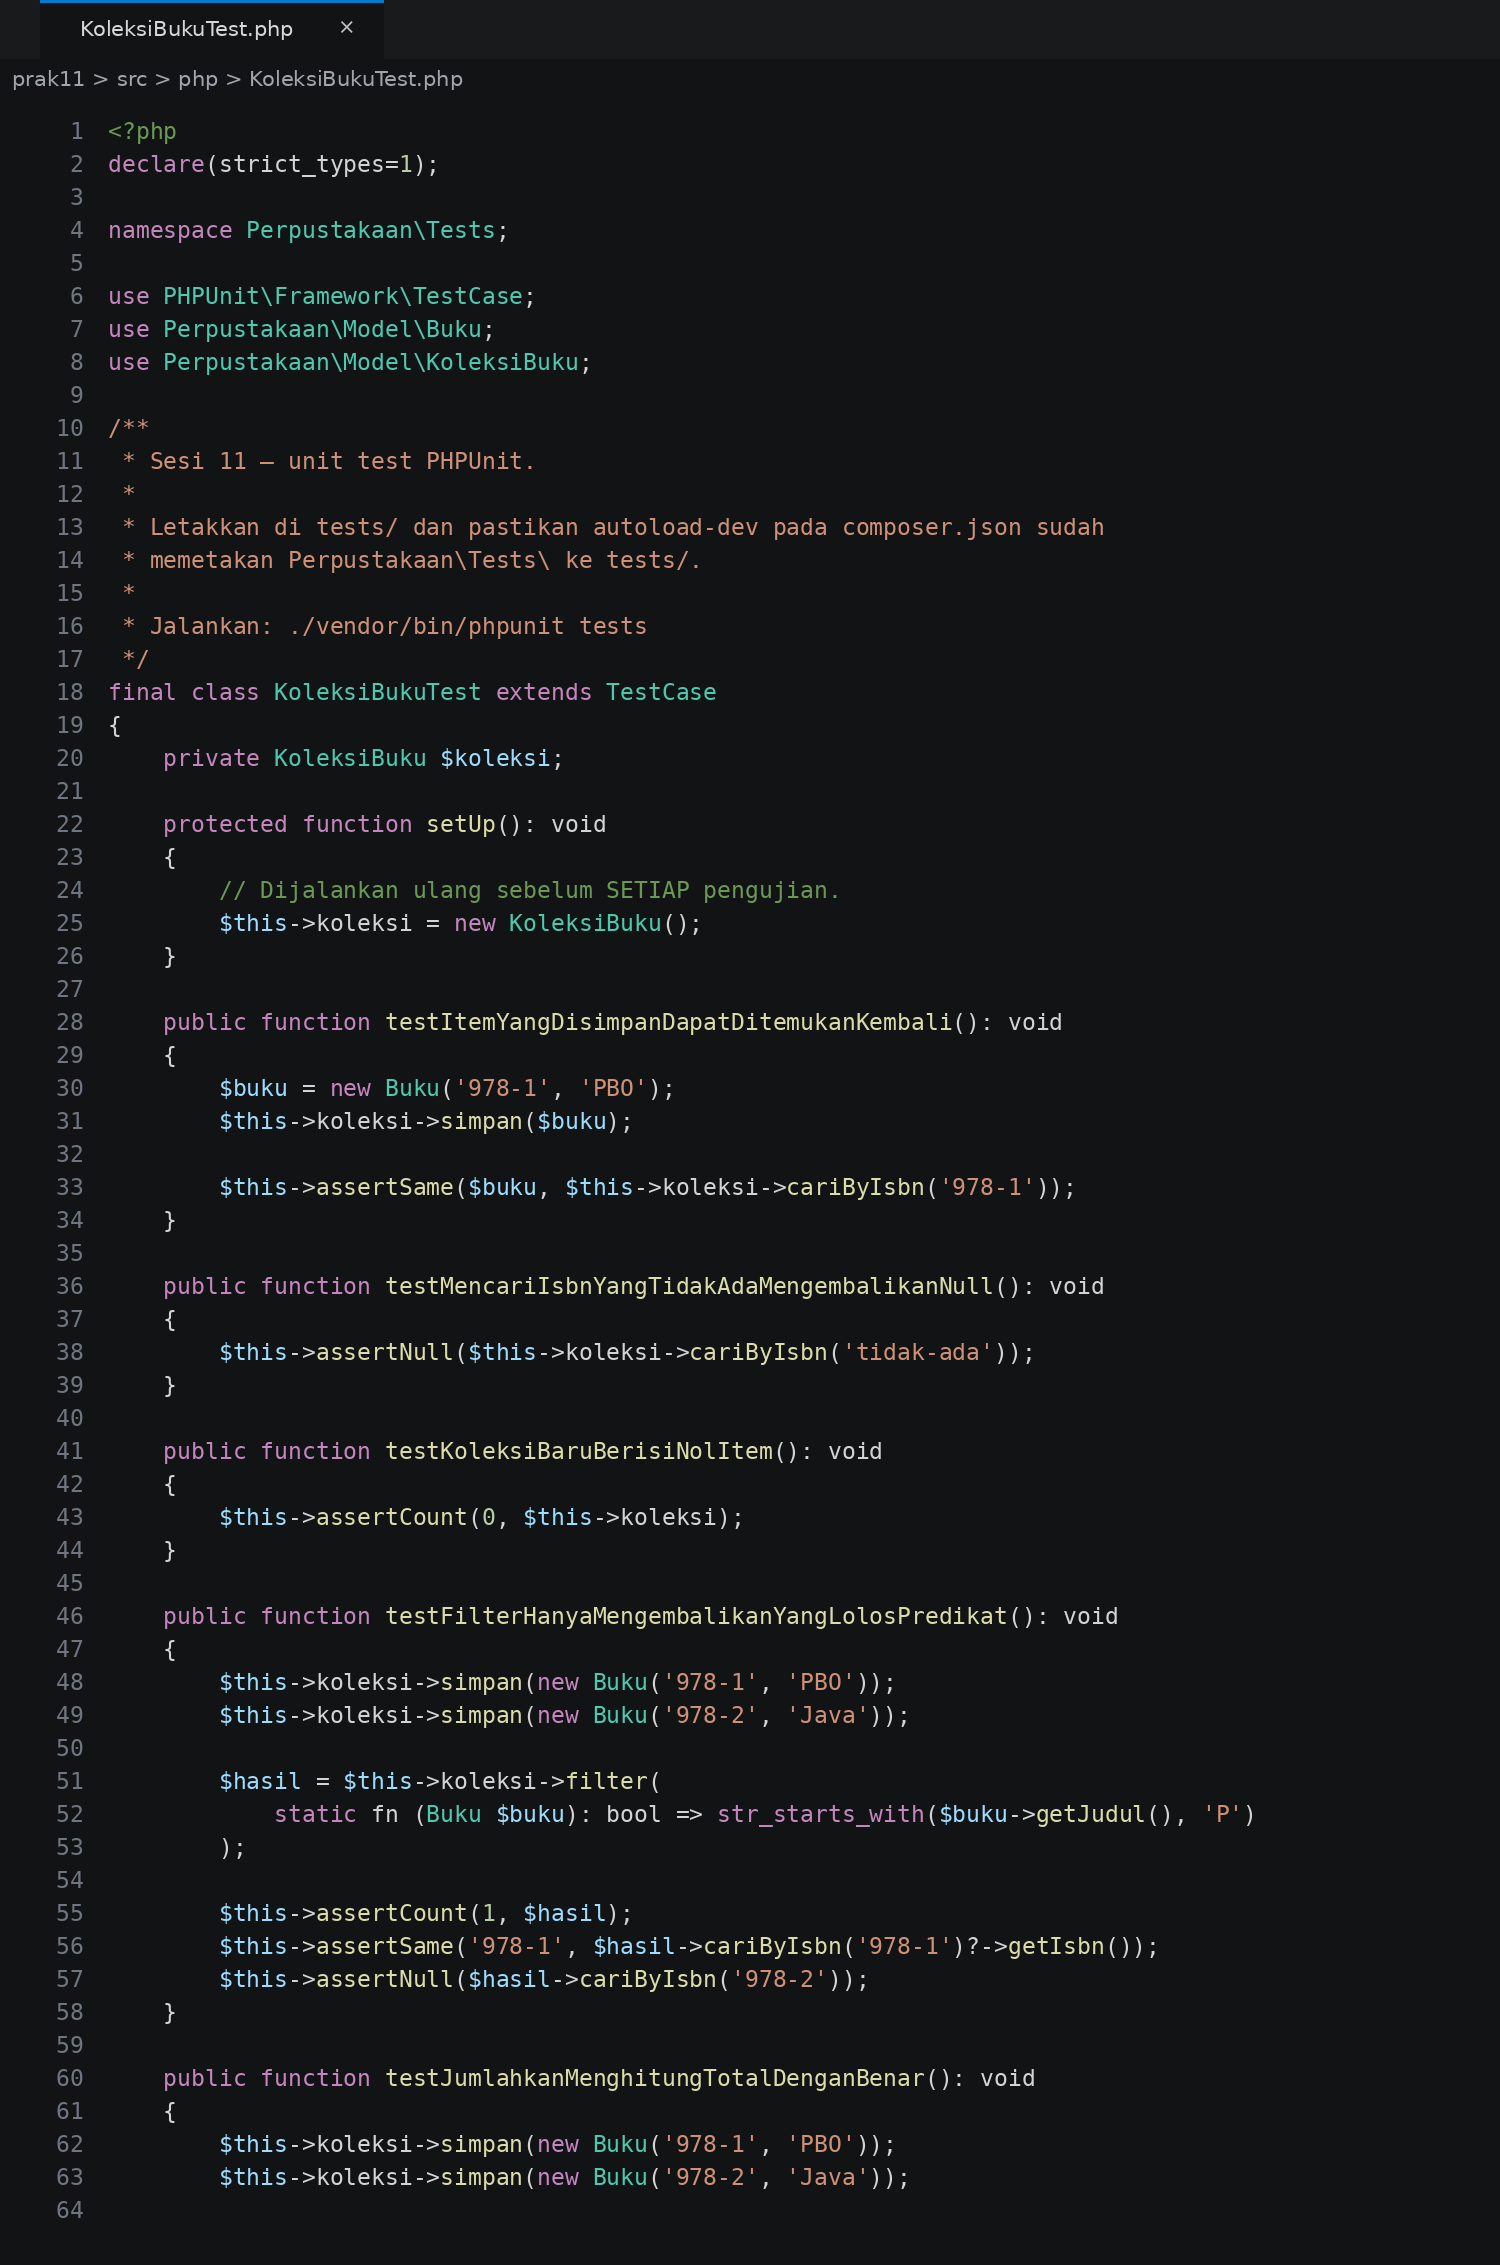 KoleksiBukuTest.php ×
prak11 > src > php > KoleksiBukuTest.php
1 <?php
2 declare(strict_types=1);
3
4 namespace Perpustakaan\Tests;
5
6 use PHPUnit\Framework\TestCase;
7 use Perpustakaan\Model\Buku;
8 use Perpustakaan\Model\KoleksiBuku;
9
10 /**
11  * Sesi 11 — unit test PHPUnit.
12  *
13  * Letakkan di tests/ dan pastikan autoload-dev pada composer.json sudah
14  * memetakan Perpustakaan\Tests\ ke tests/.
15  *
16  * Jalankan: ./vendor/bin/phpunit tests
17  */
18 final class KoleksiBukuTest extends TestCase
19 {
20     private KoleksiBuku $koleksi;
21
22     protected function setUp(): void
23     {
24         // Dijalankan ulang sebelum SETIAP pengujian.
25         $this->koleksi = new KoleksiBuku();
26     }
27
28     public function testItemYangDisimpanDapatDitemukanKembali(): void
29     {
30         $buku = new Buku('978-1', 'PBO');
31         $this->koleksi->simpan($buku);
32
33         $this->assertSame($buku, $this->koleksi->cariByIsbn('978-1'));
34     }
35
36     public function testMencariIsbnYangTidakAdaMengembalikanNull(): void
37     {
38         $this->assertNull($this->koleksi->cariByIsbn('tidak-ada'));
39     }
40
41     public function testKoleksiBaruBerisiNolItem(): void
42     {
43         $this->assertCount(0, $this->koleksi);
44     }
45
46     public function testFilterHanyaMengembalikanYangLolosPredikat(): void
47     {
48         $this->koleksi->simpan(new Buku('978-1', 'PBO'));
49         $this->koleksi->simpan(new Buku('978-2', 'Java'));
50
51         $hasil = $this->koleksi->filter(
52             static fn (Buku $buku): bool => str_starts_with($buku->getJudul(), 'P')
53         );
54
55         $this->assertCount(1, $hasil);
56         $this->assertSame('978-1', $hasil->cariByIsbn('978-1')?->getIsbn());
57         $this->assertNull($hasil->cariByIsbn('978-2'));
58     }
59
60     public function testJumlahkanMenghitungTotalDenganBenar(): void
61     {
62         $this->koleksi->simpan(new Buku('978-1', 'PBO'));
63         $this->koleksi->simpan(new Buku('978-2', 'Java'));
64